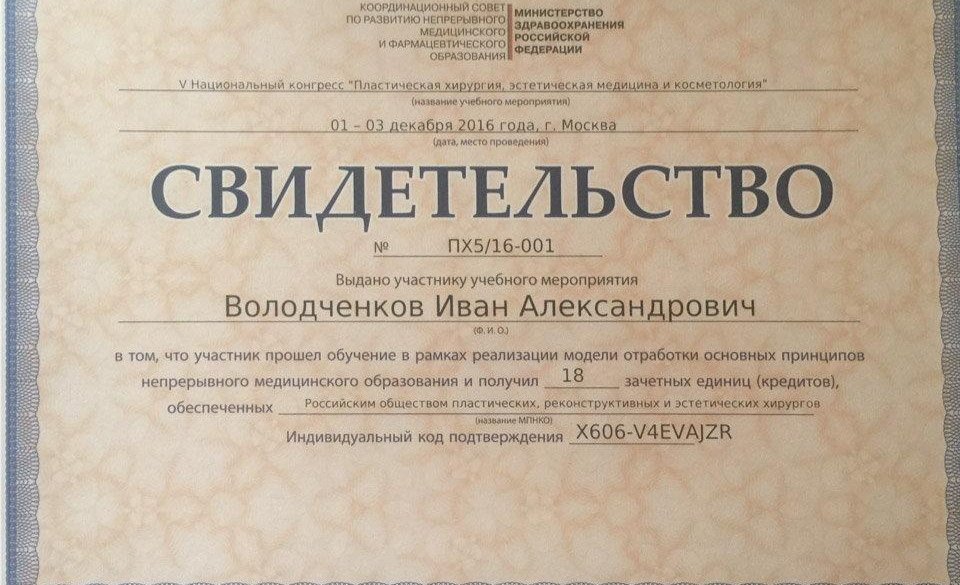 КООРДИНАЦИОННЫЙ СОВЕТ
ПО РАЗВИТИЮ НЕПРЕРЫВНОГО
МЕДИЦИНСКОГО
И ФАРМАЦЕВТИЧЕСКОГО
ОБРАЗОВАНИЯ
МИНИСТЕРСТВО
ЗДРАВООХРАНЕНИЯ
РОССИЙСКОЙ
ФЕДЕРАЦИИ
V Национальный конгресс "Пластическая хирургия, эстетическая медицина и косметология"
(название учебного мероприятия)
01 – 03 декабря 2016 года, г. Москва
(дата, место проведения)
СВИДЕТЕЛЬСТВО
№ ПХ5/16-001
Выдано участнику учебного мероприятия
Володченков Иван Александрович
(Ф. И. О.)
в том, что участник прошел обучение в рамках реализации модели отработки основных принципов
непрерывного медицинского образования и получил 18 зачетных единиц (кредитов),
обеспеченных Российским обществом пластических, реконструктивных и эстетических хирургов
(название МПНКО)
Индивидуальный код подтверждения X606-V4EVAJZR